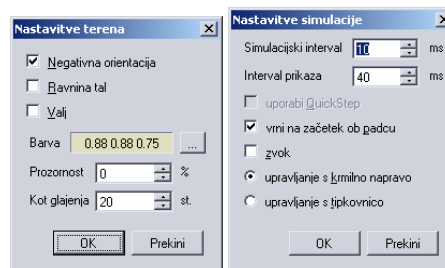 Nastavitve terena
Negativna orientacija
Ravnina tal
Valj
Barva 0.88 0.88 0.75 ...
Prozornost 0 %
Kot glajenja 20 st.
OK Prekini
Nastavitve simulacije
Simulacijski interval 10 ms
Interval prikaza 40 ms
uporabi QuickStep
vrni na začetek ob padcu
zvok
upravljanje s krmilno napravo
upravljanje s tipkovnico
OK Prekini